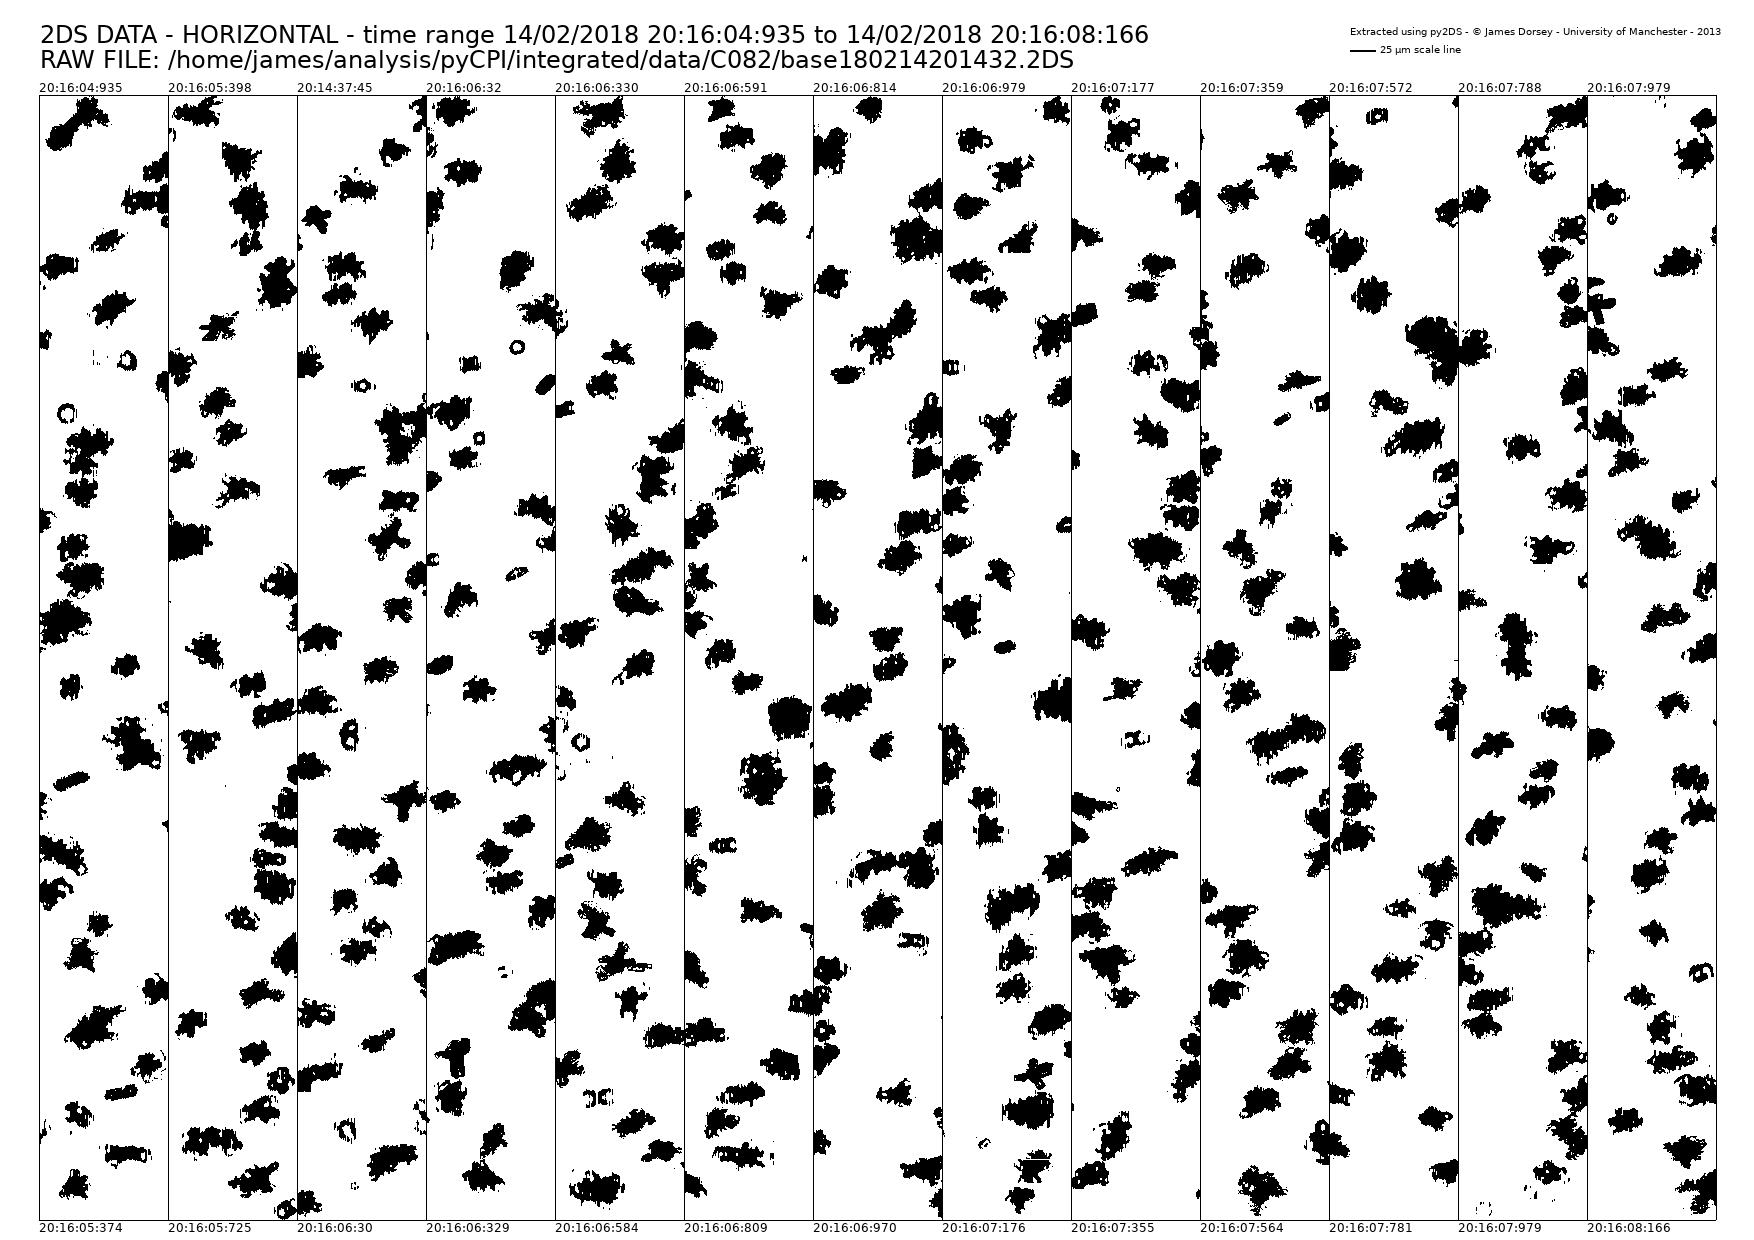 2DS DATA - HORIZONTAL - time range 14/02/2018 20:16:04:935 to 14/02/2018 20:16:08:166
RAW FILE: /home/james/analysis/pyCPI/integrated/data/C082/base180214201432.2DS
Extracted using py2DS - © James Dorsey - University of Manchester - 2013
25 µm scale line
20:16:04:935 20:16:05:398 20:14:37:45 20:16:06:32 20:16:06:330 20:16:06:591 20:16:06:814 20:16:06:979 20:16:07:177 20:16:07:359 20:16:07:572 20:16:07:788 20:16:07:979
20:16:05:374 20:16:05:725 20:16:06:30 20:16:06:329 20:16:06:584 20:16:06:809 20:16:06:970 20:16:07:176 20:16:07:355 20:16:07:564 20:16:07:781 20:16:07:979 20:16:08:166